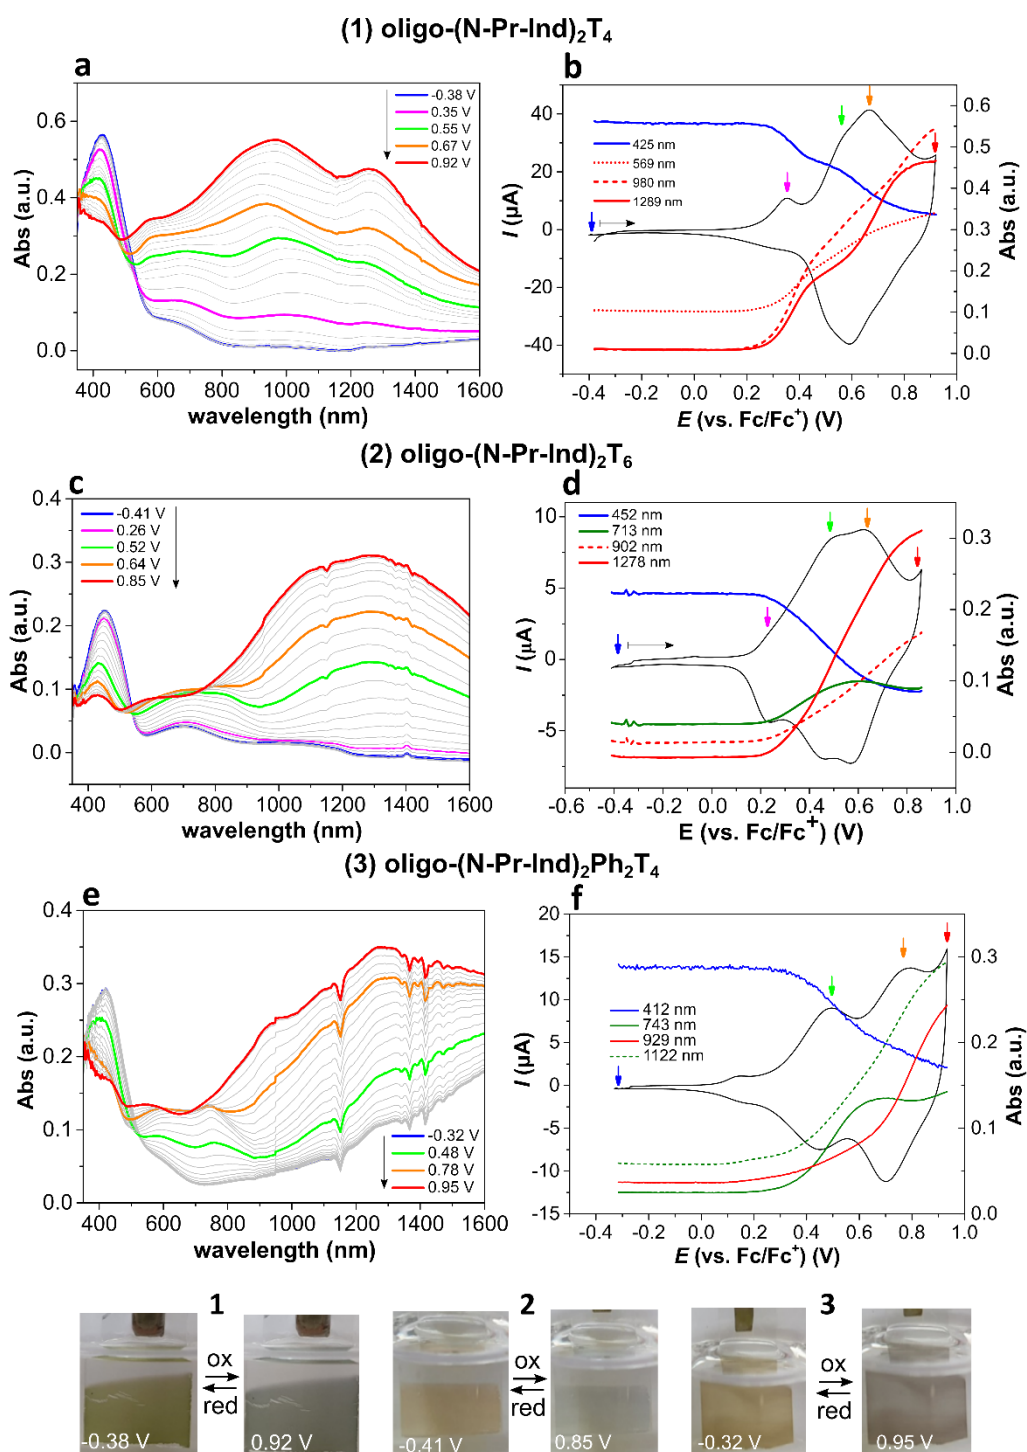 (1) oligo-(N-Pr-Ind)₂T₄
a
b
0.6
0.4
0.2
0.0
Abs (a.u.)
-0.38 V
0.35 V
0.55 V
0.67 V
0.92 V
400 600 800 1000 1200 1400 1600
wavelength (nm)
40
20
0
-20
-40
I (µA)
425 nm
569 nm
980 nm
1289 nm
0.6
0.5
0.4
0.3
0.2
0.1
0.0
Abs (a.u.)
-0.4 -0.2 0.0 0.2 0.4 0.6 0.8 1.0
E (vs. Fc/Fc⁺) (V)
(2) oligo-(N-Pr-Ind)₂T₆
c
d
0.4
0.3
0.2
0.1
0.0
Abs (a.u.)
-0.41 V
0.26 V
0.52 V
0.64 V
0.85 V
400 600 800 1000 1200 1400 1600
wavelength (nm)
10
5
0
-5
I (µA)
452 nm
713 nm
902 nm
1278 nm
0.3
0.2
0.1
0.0
Abs (a.u.)
-0.6 -0.4 -0.2 0.0 0.2 0.4 0.6 0.8 1.0
E (vs. Fc/Fc⁺) (V)
(3) oligo-(N-Pr-Ind)₂Ph₂T₄
e
f
0.4
0.3
0.2
0.1
0.0
Abs (a.u.)
-0.32 V
0.48 V
0.78 V
0.95 V
400 600 800 1000 1200 1400 1600
wavelength (nm)
20
15
10
5
0
-5
-10
-15
I (µA)
412 nm
743 nm
929 nm
1122 nm
0.3
0.2
0.1
0.0
Abs (a.u.)
-0.4 -0.2 0.0 0.2 0.4 0.6 0.8 1.0
E (vs. Fc/Fc⁺) (V)
1
ox
red
-0.38 V
0.92 V
2
ox
red
-0.41 V
0.85 V
3
ox
red
-0.32 V
0.95 V